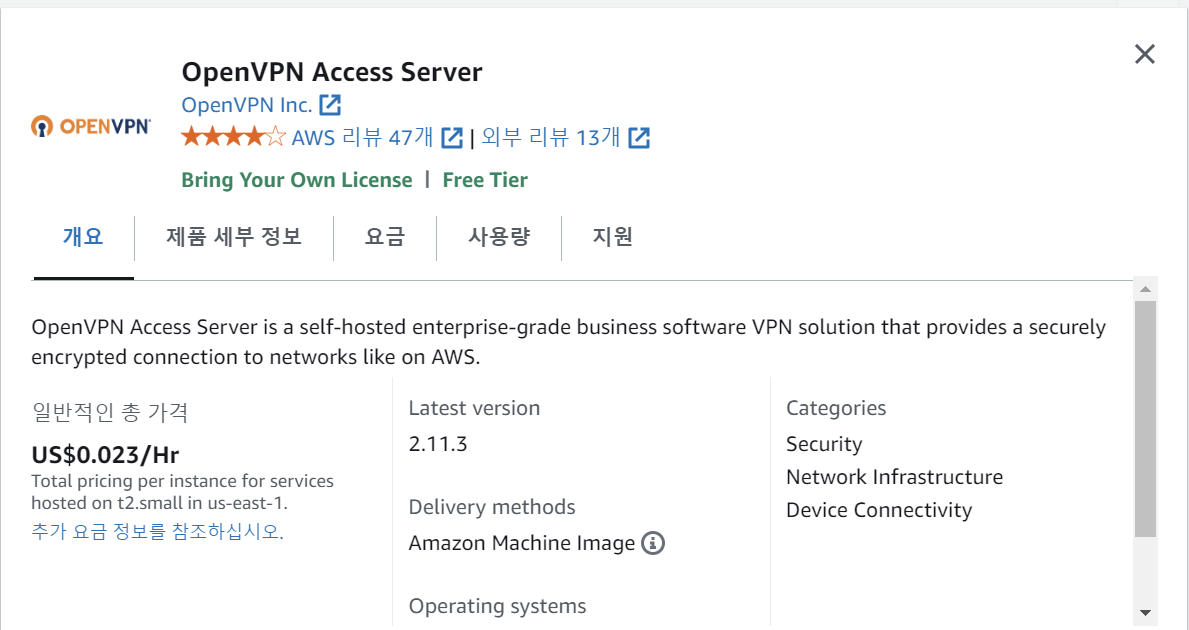 OpenVPN Access Server
OpenVPN Inc.
OPENVPN
AWS 리뷰 47개 | 외부 리뷰 13개
Bring Your Own License | Free Tier
개요 제품 세부 정보 요금 사용량 지원
OpenVPN Access Server is a self-hosted enterprise-grade business software VPN solution that provides a securely
encrypted connection to networks like on AWS.
일반적인 총 가격
US$0.023/Hr
Total pricing per instance for services
hosted on t2.small in us-east-1.
추가 요금 정보를 참조하십시오.
Latest version
2.11.3
Delivery methods
Amazon Machine Image
Operating systems
Categories
Security
Network Infrastructure
Device Connectivity